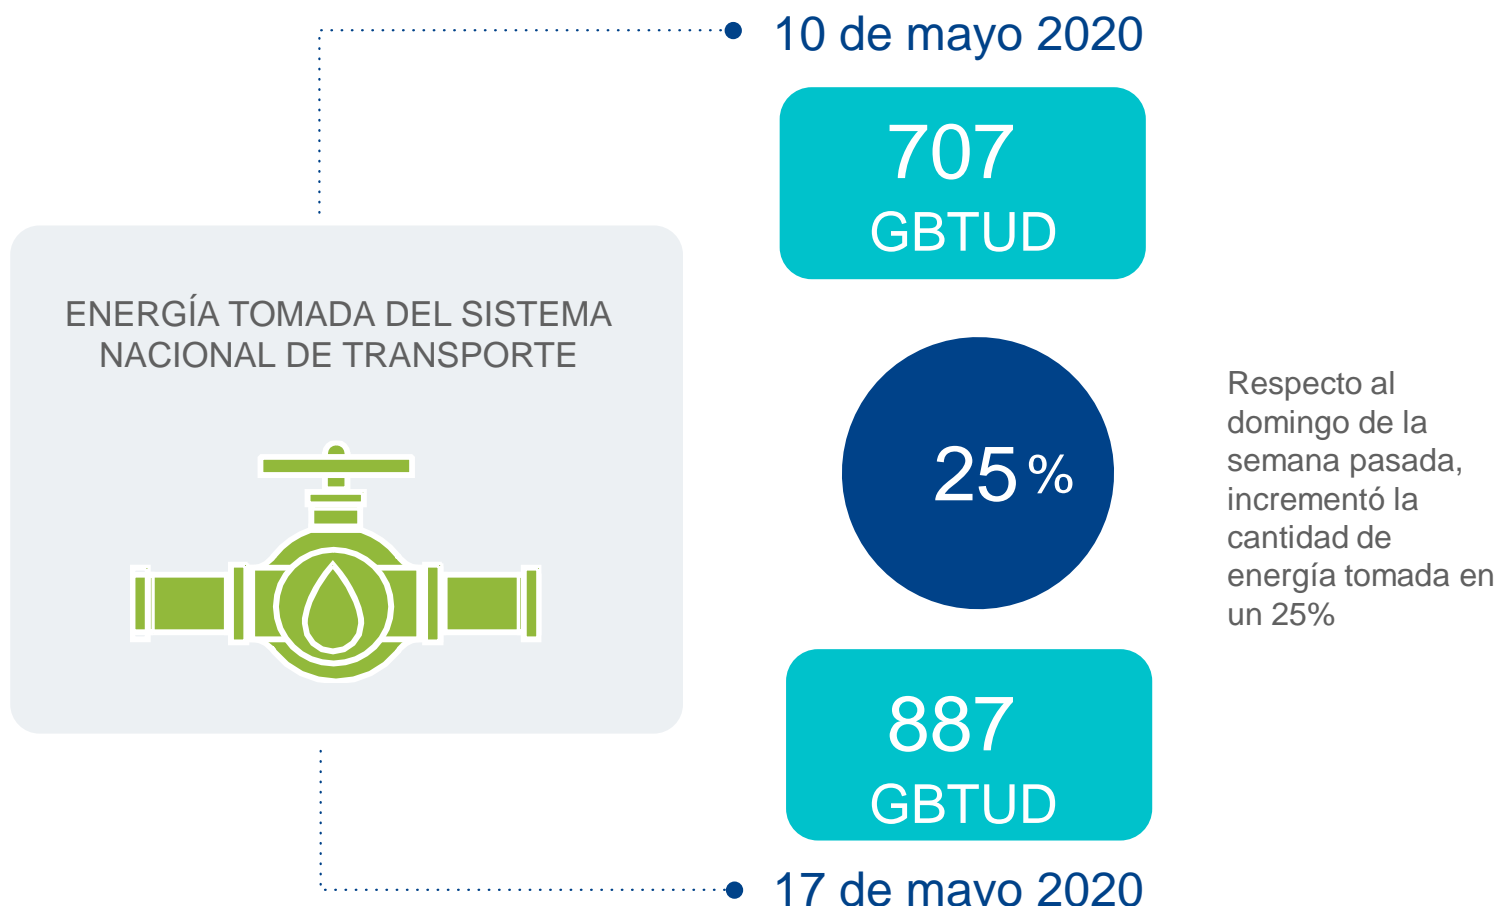 10 de mayo 2020
707
GBTUD
ENERGÍA TOMADA DEL SISTEMA
NACIONAL DE TRANSPORTE
25 %
Respecto al
domingo de la
semana pasada,
incrementó la
cantidad de
energía tomada en
un 25%
887
GBTUD
17 de mayo 2020